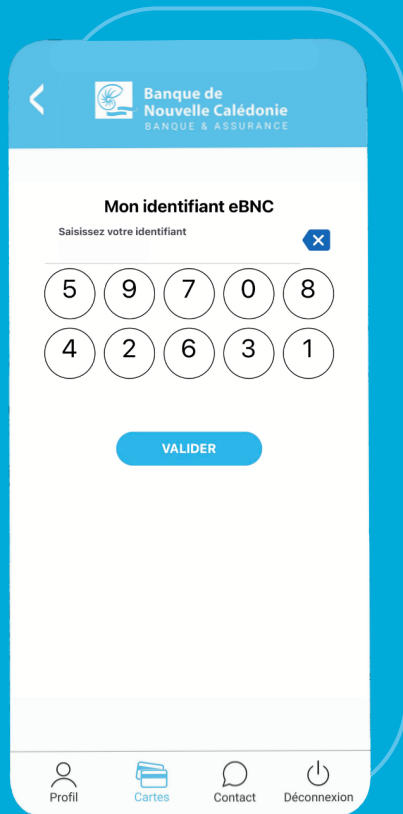 Banque de
Nouvelle Calédonie
BANQUE & ASSURANCE
Mon identifiant eBNC
Saisissez votre identifiant
5 9 7 0 8
4 2 6 3 1
VALIDER
Profil Cartes Contact Déconnexion